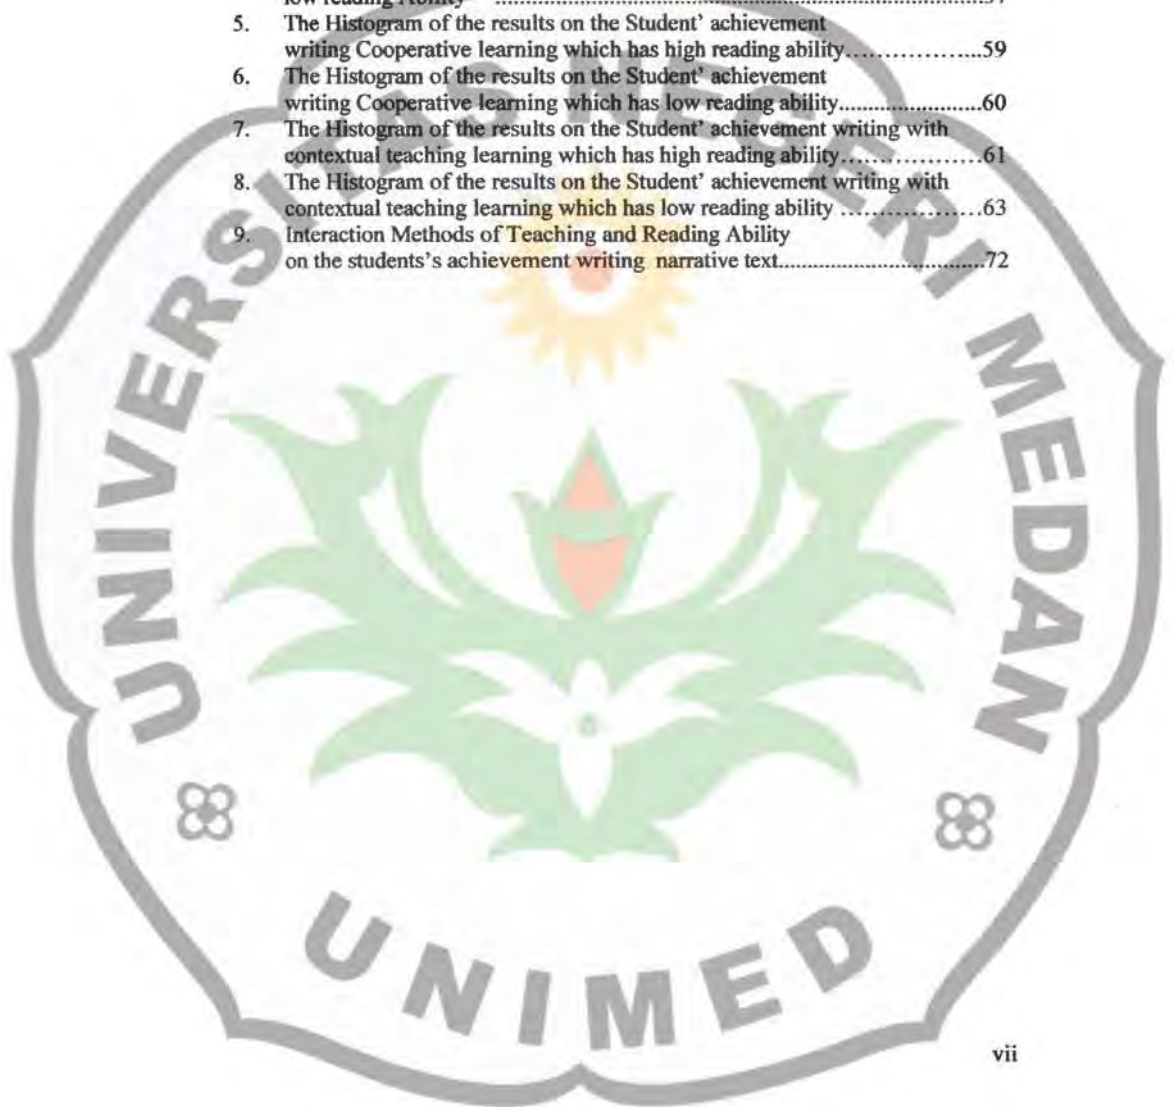 low reading Ability ........................................................................57
5. The Histogram of the results on the Student' achievement
writing Cooperative learning which has high reading ability.................59
6. The Histogram of the results on the Student' achievement
writing Cooperative learning which has low reading ability.......................60
7. The Histogram of the results on the Student' achievement writing with
contextual teaching learning which has high reading ability.................61
8. The Histogram of the results on the Student' achievement writing with
contextual teaching learning which has low reading ability .................63
9. Interaction Methods of Teaching and Reading Ability
on the students's achievement writing narrative text.................................72
UNIVERSITAS NEGERI MEDAN
UNIMED
vii